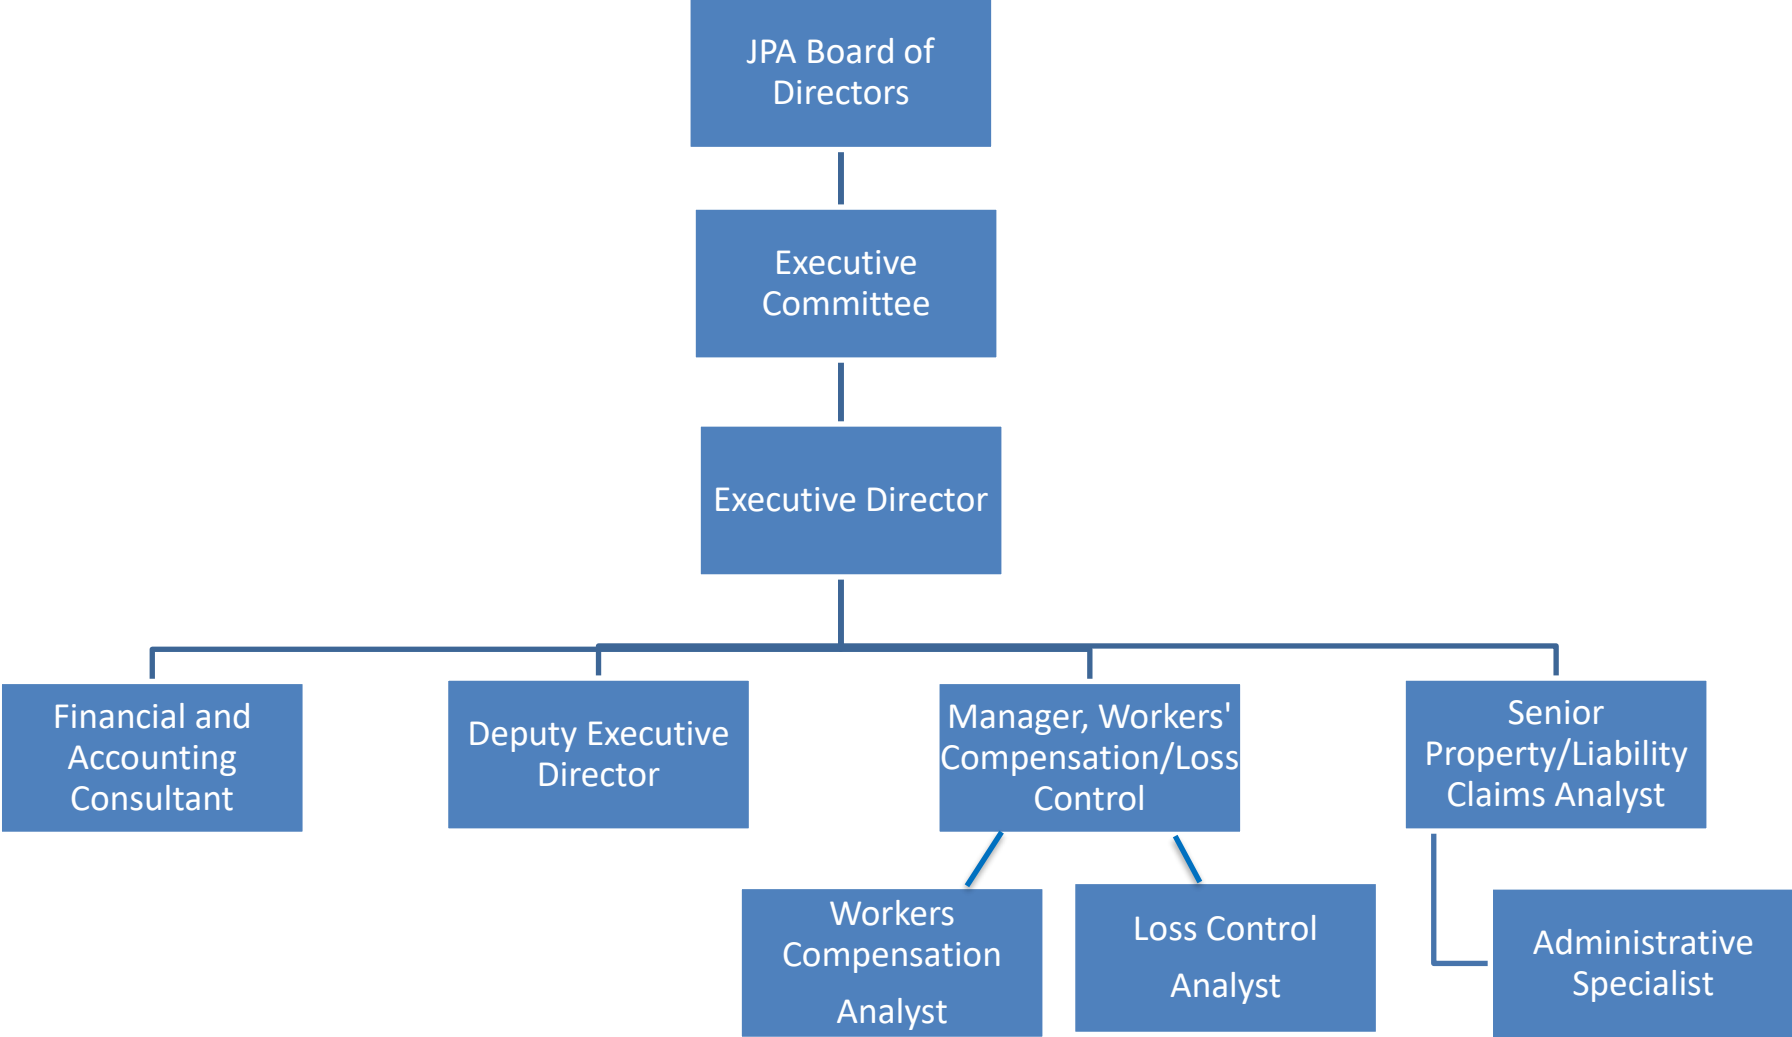 JPA Board of
Directors
Executive
Committee
Executive Director
Financial and
Accounting
Consultant
Deputy Executive
Director
Manager, Workers'
Compensation/Loss
Control
Senior
Property/Liability
Claims Analyst
Workers
Compensation
Analyst
Loss Control
Analyst
Administrative
Specialist